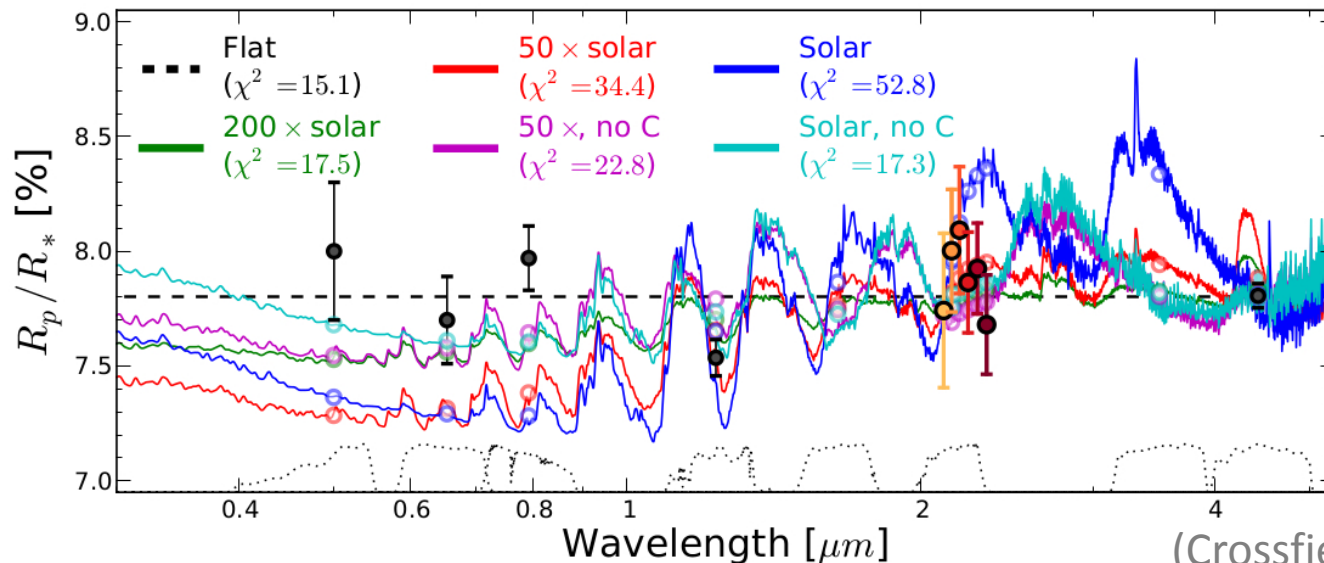 9.0
8.5
8.0
7.5
7.0
R_p/R_* [%]
Flat
(χ² =15.1)
200 × solar
(χ² =17.5)
50 × solar
(χ² =34.4)
50 ×, no C
(χ² =22.8)
Solar
(χ² =52.8)
Solar, no C
(χ² =17.3)
0.4 0.6 0.8 1 2 4
Wavelength [μm]
(Crossfie